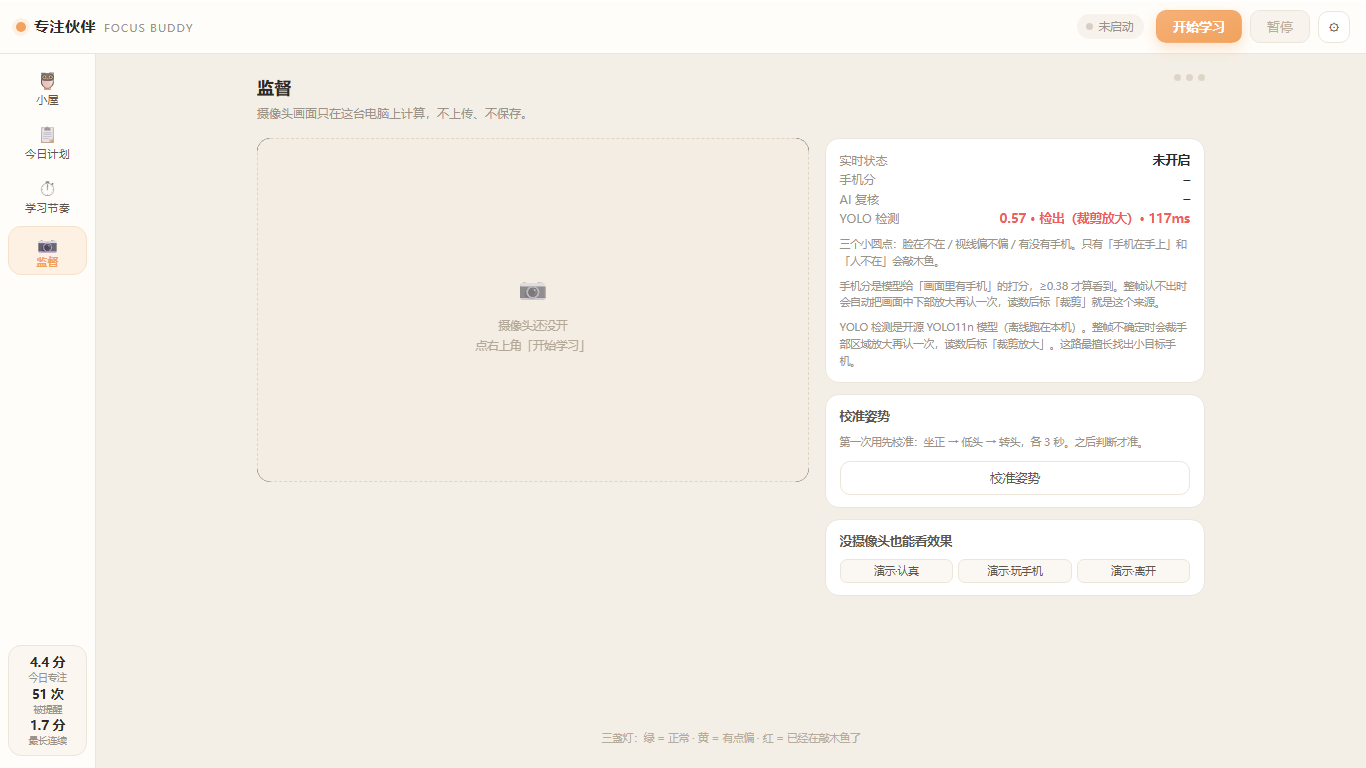 专注伙伴 FOCUS BUDDY
未启动
开始学习
暂停
小屋
今日计划
学习节奏
监督
4.4 分
今日专注
51 次
被提醒
1.7 分
最长连续
监督
摄像头画面只在这台电脑上计算，不上传、不保存。
摄像头还没开
点右上角「开始学习」
实时状态 未开启
手机分 –
AI 复核 –
YOLO 检测 0.57 • 检出（裁剪放大）• 117ms
三个小圆点：脸在不在 / 视线偏不偏 / 有没有手机。只有「手机在手上」和
「人不在」会敲木鱼。
手机分是模型给「画面里有手机」的打分，≥0.38 才算看到。整帧认不出时
会自动把画面中下部放大再认一次，读数后标「裁剪」就是这个来源。
YOLO 检测是开源 YOLO11n 模型（离线跑在本机）。整帧不确定时会裁手
部区域放大再认一次，读数后标「裁剪放大」。这路最擅长找出小目标手
机。
校准姿势
第一次用先校准：坐正 → 低头 → 转头，各 3 秒。之后判断才准。
校准姿势
没摄像头也能看效果
演示·认真
演示·玩手机
演示·离开
三盏灯：绿 = 正常 · 黄 = 有点偏 · 红 = 已经在敲木鱼了